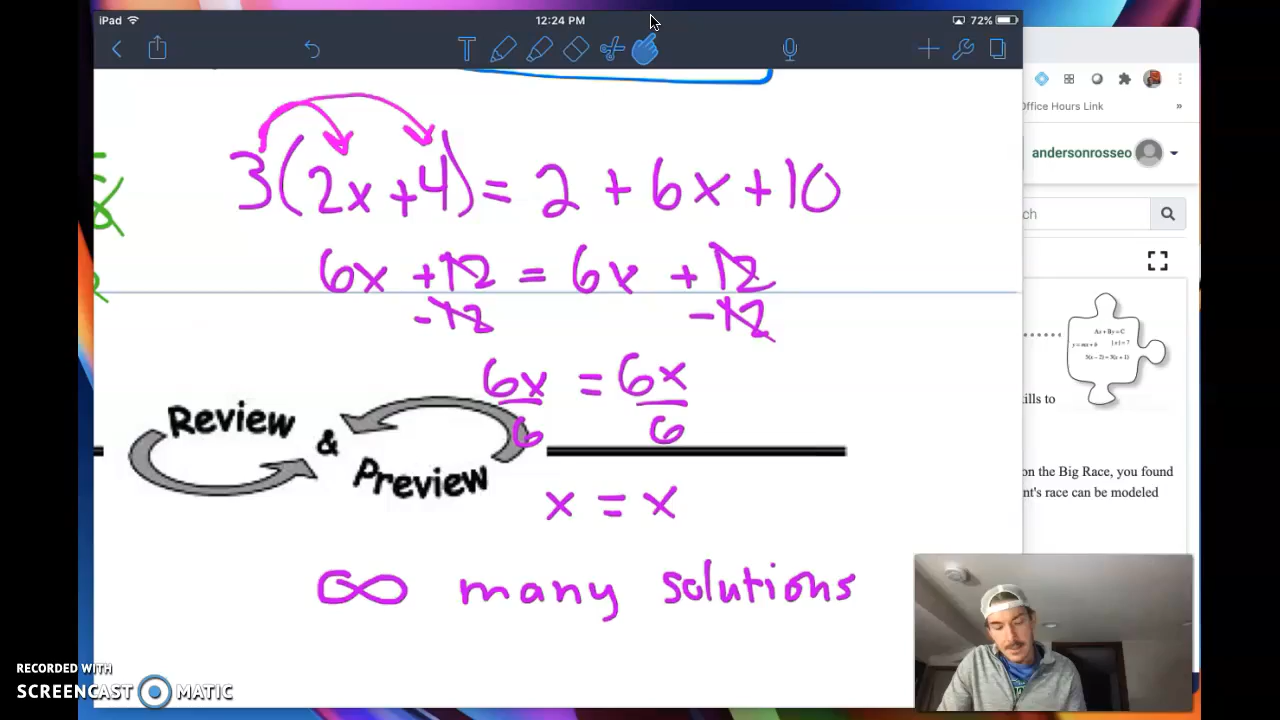 iPad 12:24 PM 72%
T
Office Hours Link »
andersonrosseo
3(2x+4) = 2 + 6x + 10
ch
6x +12 = 6x + 12
-12 -12
Ax + By = C
y = mx + b
6x = 6x
6 6
kills to
Review & Preview
on the Big Race, you found
nt's race can be modeled
x = x
∞ many solutions
RECORDED WITH
SCREENCAST MATIC